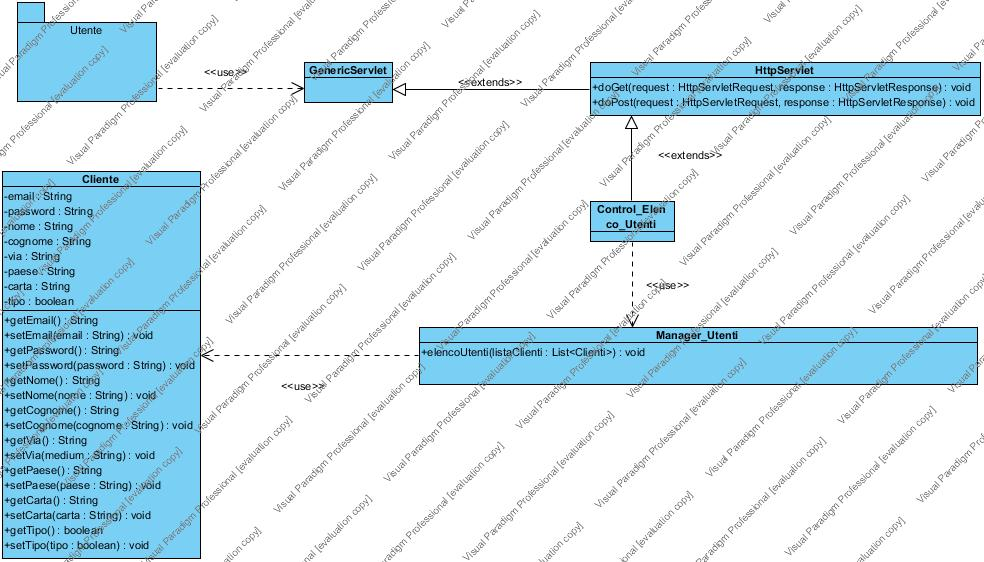 Utente
<<use>>
GenericServlet
<<extends>>
HttpServlet
+doGet(request : HttpServletRequest, response : HttpServletResponse) : void
+doPost(request : HttpServletRequest, response : HttpServletResponse) : void
<<extends>>
Control_Elen
co_Utenti
<<use>>
Manager_Utenti
+elencoUtenti(listaClienti : List<Clienti>) : void
<<use>>
Cliente
-email : String
-password : String
-nome : String
-cognome : String
-via : String
-paese : String
-carta : String
-tipo : boolean
+getEmail() : String
+setEmail(email : String) : void
+getPassword() : String
+setPassword(password : String) : void
+getNome() : String
+setNome(nome : String) : void
+getCognome() : String
+setCognome(cognome : String) : void
+getVia() : String
+setVia(medium : String) : void
+getPaese() : String
+setPaese(paese : String) : void
+getCarta() : String
+setCarta(carta : String) : void
+getTipo() : boolean
+setTipo(tipo : boolean) : void
Visual Paradigm Professional [evaluation copy]